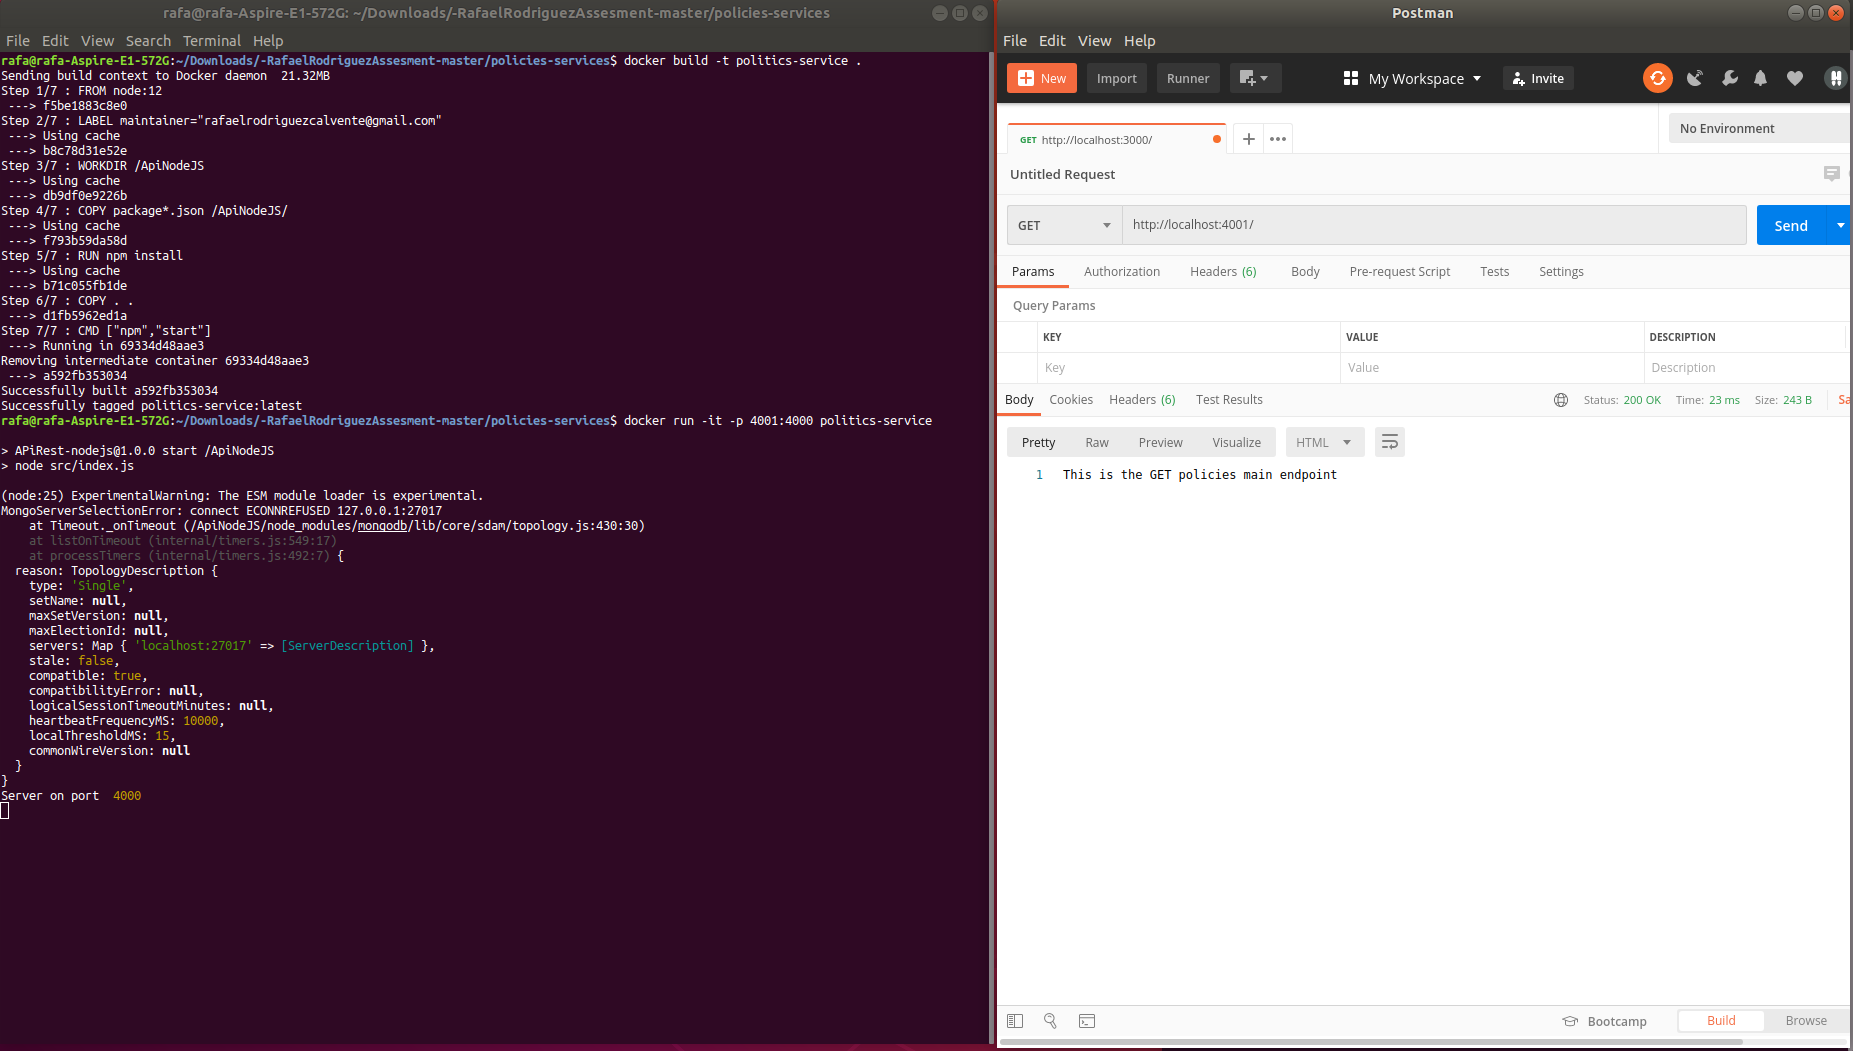 rafa@rafa-Aspire-E1-572G: ~/Downloads/-RafaelRodriguezAssesment-master/policies-services
File Edit View Search Terminal Help
rafa@rafa-Aspire-E1-572G:~/Downloads/-RafaelRodriguezAssesment-master/policies-services$ docker build -t politics-service .
Sending build context to Docker daemon  21.32MB
Step 1/7 : FROM node:12
 ---> f5be1883c8e0
Step 2/7 : LABEL maintainer="rafaelrodriguezcalvente@gmail.com"
 ---> Using cache
 ---> b8c78d31e52e
Step 3/7 : WORKDIR /ApiNodeJS
 ---> Using cache
 ---> db9df0e9226b
Step 4/7 : COPY package*.json /ApiNodeJS/
 ---> Using cache
 ---> f793b59da58d
Step 5/7 : RUN npm install
 ---> Using cache
 ---> b71c055fb1de
Step 6/7 : COPY . .
 ---> d1fb5962ed1a
Step 7/7 : CMD ["npm","start"]
 ---> Running in 69334d48aae3
Removing intermediate container 69334d48aae3
 ---> a592fb353034
Successfully built a592fb353034
Successfully tagged politics-service:latest
rafa@rafa-Aspire-E1-572G:~/Downloads/-RafaelRodriguezAssesment-master/policies-services$ docker run -it -p 4001:4000 politics-service
> APiRest-nodejs@1.0.0 start /ApiNodeJS
> node src/index.js
(node:25) ExperimentalWarning: The ESM module loader is experimental.
MongoServerSelectionError: connect ECONNREFUSED 127.0.0.1:27017
    at Timeout._onTimeout (/ApiNodeJS/node_modules/mongodb/lib/core/sdam/topology.js:430:30)
    at listOnTimeout (internal/timers.js:549:17)
    at processTimers (internal/timers.js:492:7) {
  reason: TopologyDescription {
    type: 'Single',
    setName: null,
    maxSetVersion: null,
    maxElectionId: null,
    servers: Map { 'localhost:27017' => [ServerDescription] },
    stale: false,
    compatible: true,
    compatibilityError: null,
    logicalSessionTimeoutMinutes: null,
    heartbeatFrequencyMS: 10000,
    localThresholdMS: 15,
    commonWireVersion: null
  }
}
Server on port  4000
Postman
File Edit View Help
New Import Runner My Workspace Invite
GET http://localhost:3000/ No Environment
Untitled Request
GET http://localhost:4001/ Send
Params Authorization Headers (6) Body Pre-request Script Tests Settings
Query Params
KEY VALUE DESCRIPTION
Key Value Description
Body Cookies Headers (6) Test Results Status: 200 OK Time: 23 ms Size: 243 B Sa
Pretty Raw Preview Visualize HTML
1 This is the GET policies main endpoint
Bootcamp Build Browse